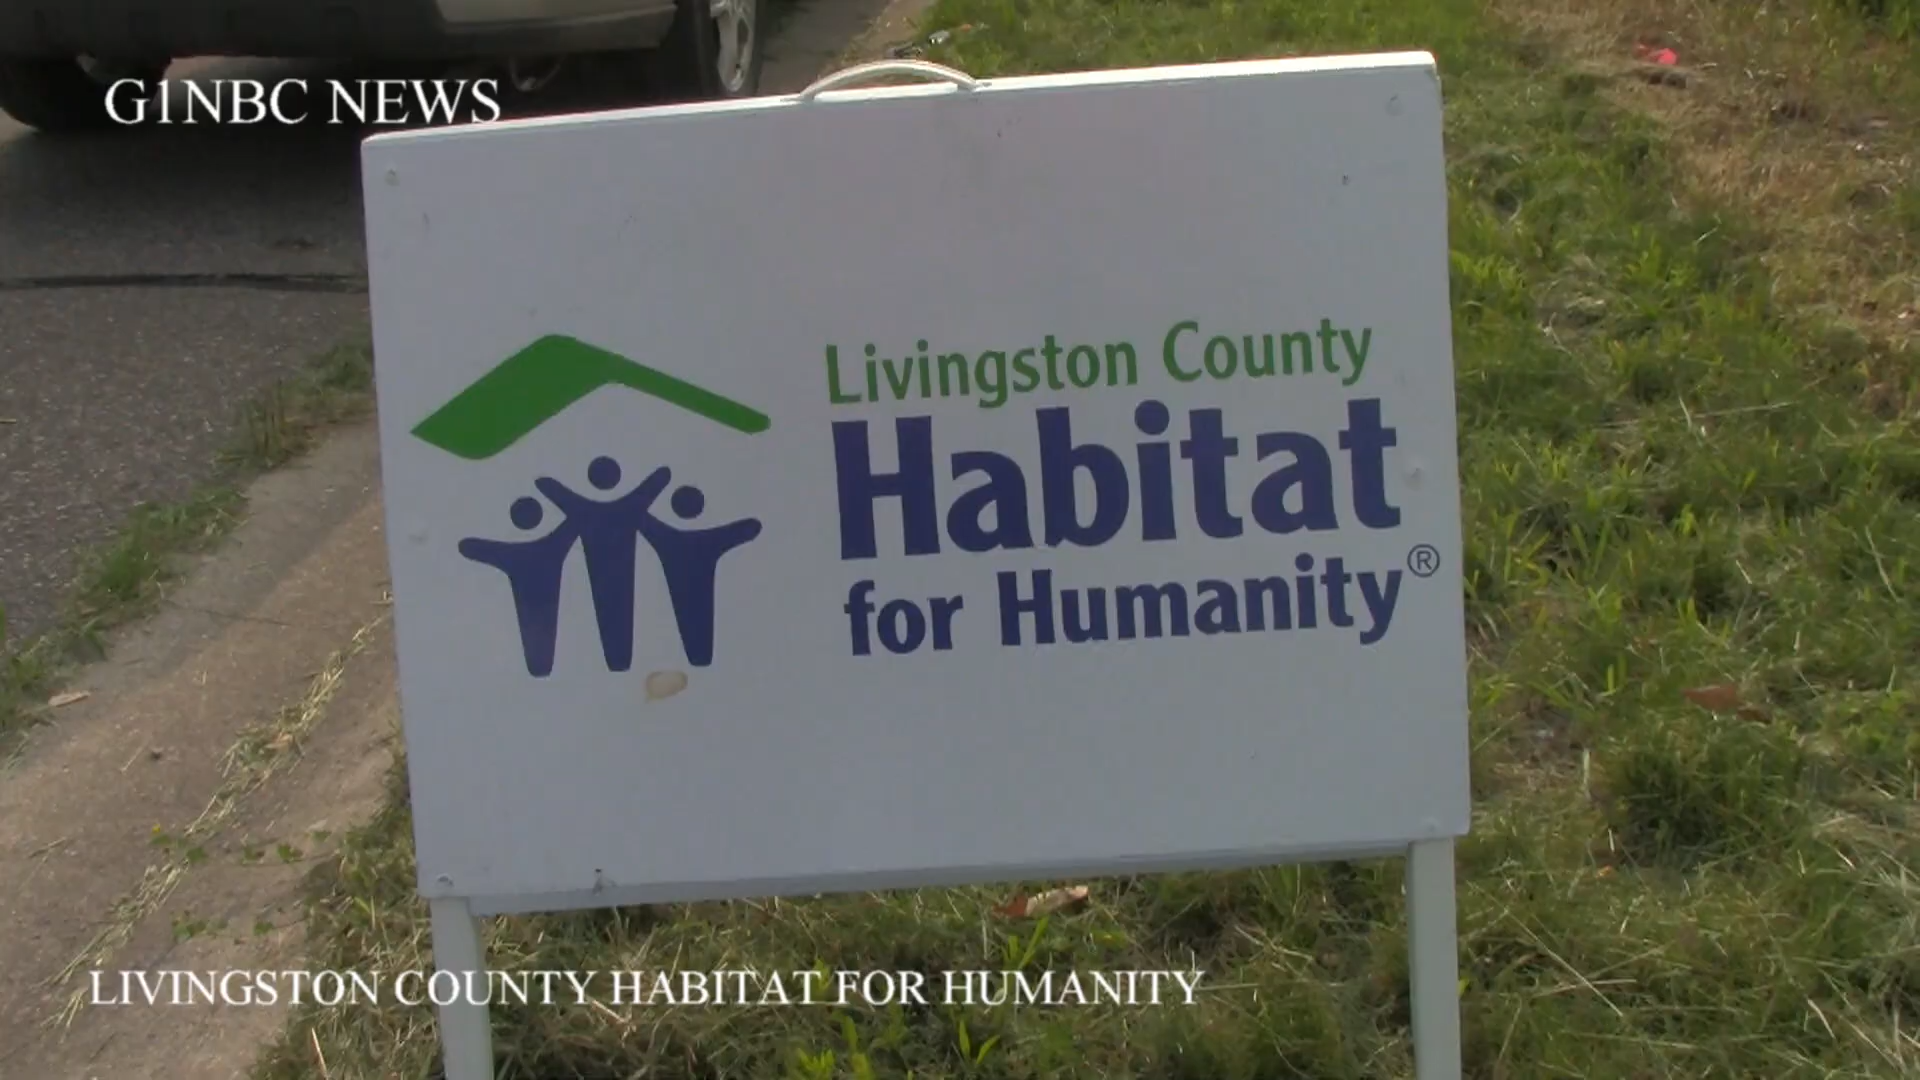 G1NBC NEWS
Livingston County
Habitat
for Humanity®
LIVINGSTON COUNTY HABITAT FOR HUMANITY